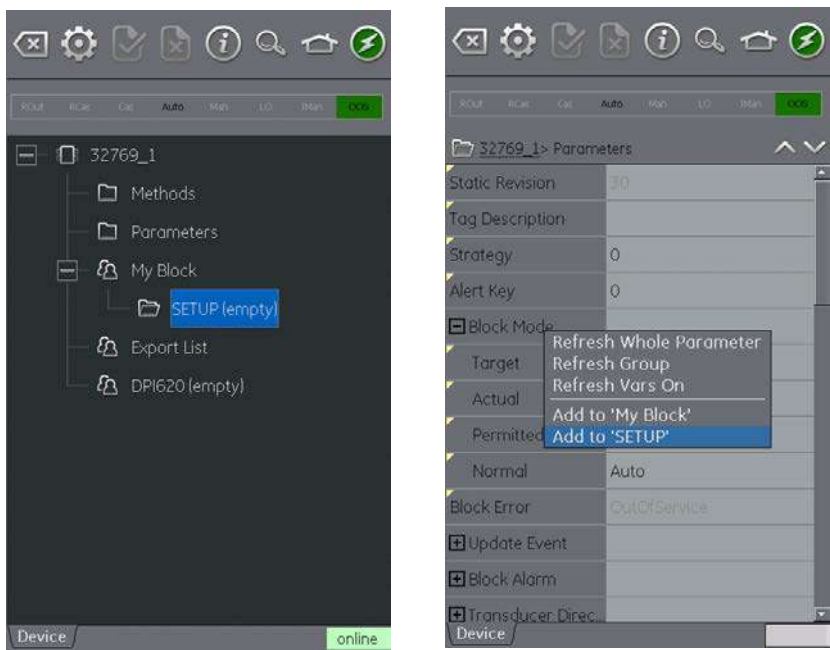 ROut RCas Cas Auto Man LO IMan OOS
32769_1
Methods
Parameters
My Block
SETUP (empty)
Export List
DPI620 (empty)
Device
online
ROut RCas Cas Auto Man LO IMan OOS
32769_1> Parameters
Static Revision 30
Tag Description
Strategy 0
Alert Key 0
Block Mode
Refresh Whole Parameter
Target
Refresh Group
Refresh Vars On
Actual
Add to 'My Block'
Permitted
Add to 'SETUP'
Normal Auto
Block Error OutOfService
Update Event
Block Alarm
Transducer Direc...
Device